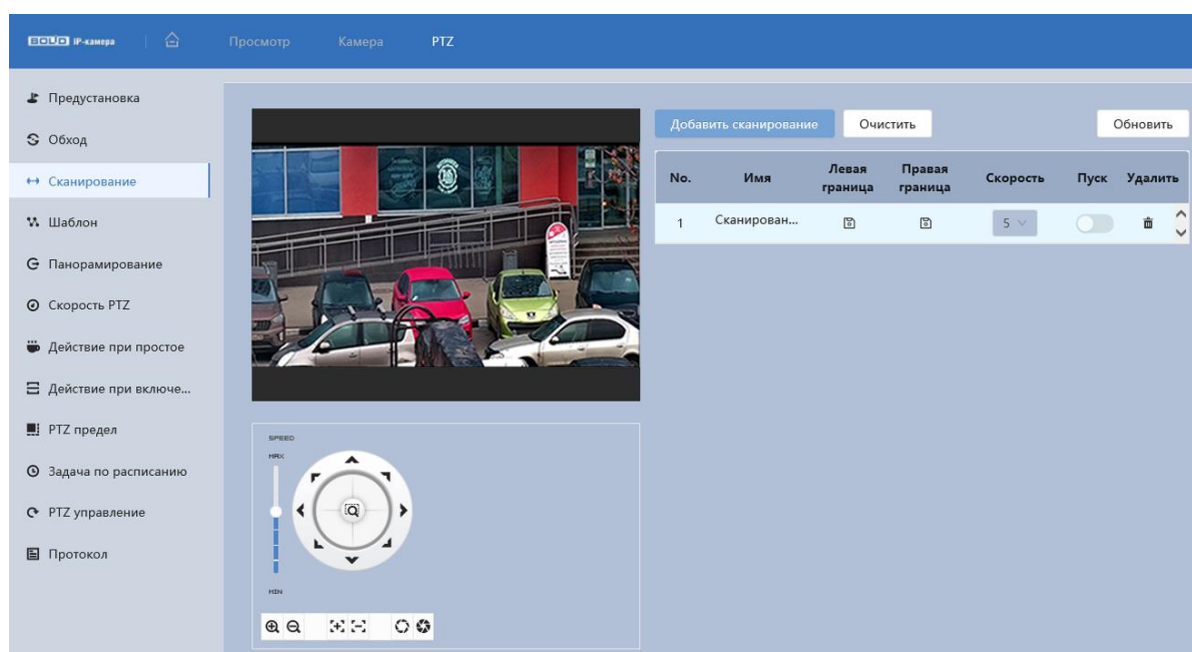 BOLID IP-камера
Просмотр
Камера
PTZ
Предустановка
Обход
Сканирование
Шаблон
Панорамирование
Скорость PTZ
Действие при простое
Действие при включе...
PTZ предел
Задача по расписанию
PTZ управление
Протокол
Добавить сканирование
Очистить
Обновить
No. Имя Левая граница Правая граница Скорость Пуск Удалить
1 Сканирован... 5
SPEED
MAX
MIN